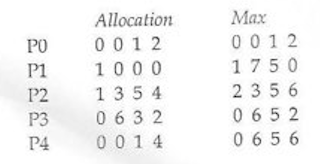 Allocation Max
P0 0 0 1 2 0 0 1 2
P1 1 0 0 0 1 7 5 0
P2 1 3 5 4 2 3 5 6
P3 0 6 3 2 0 6 5 2
P4 0 0 1 4 0 6 5 6